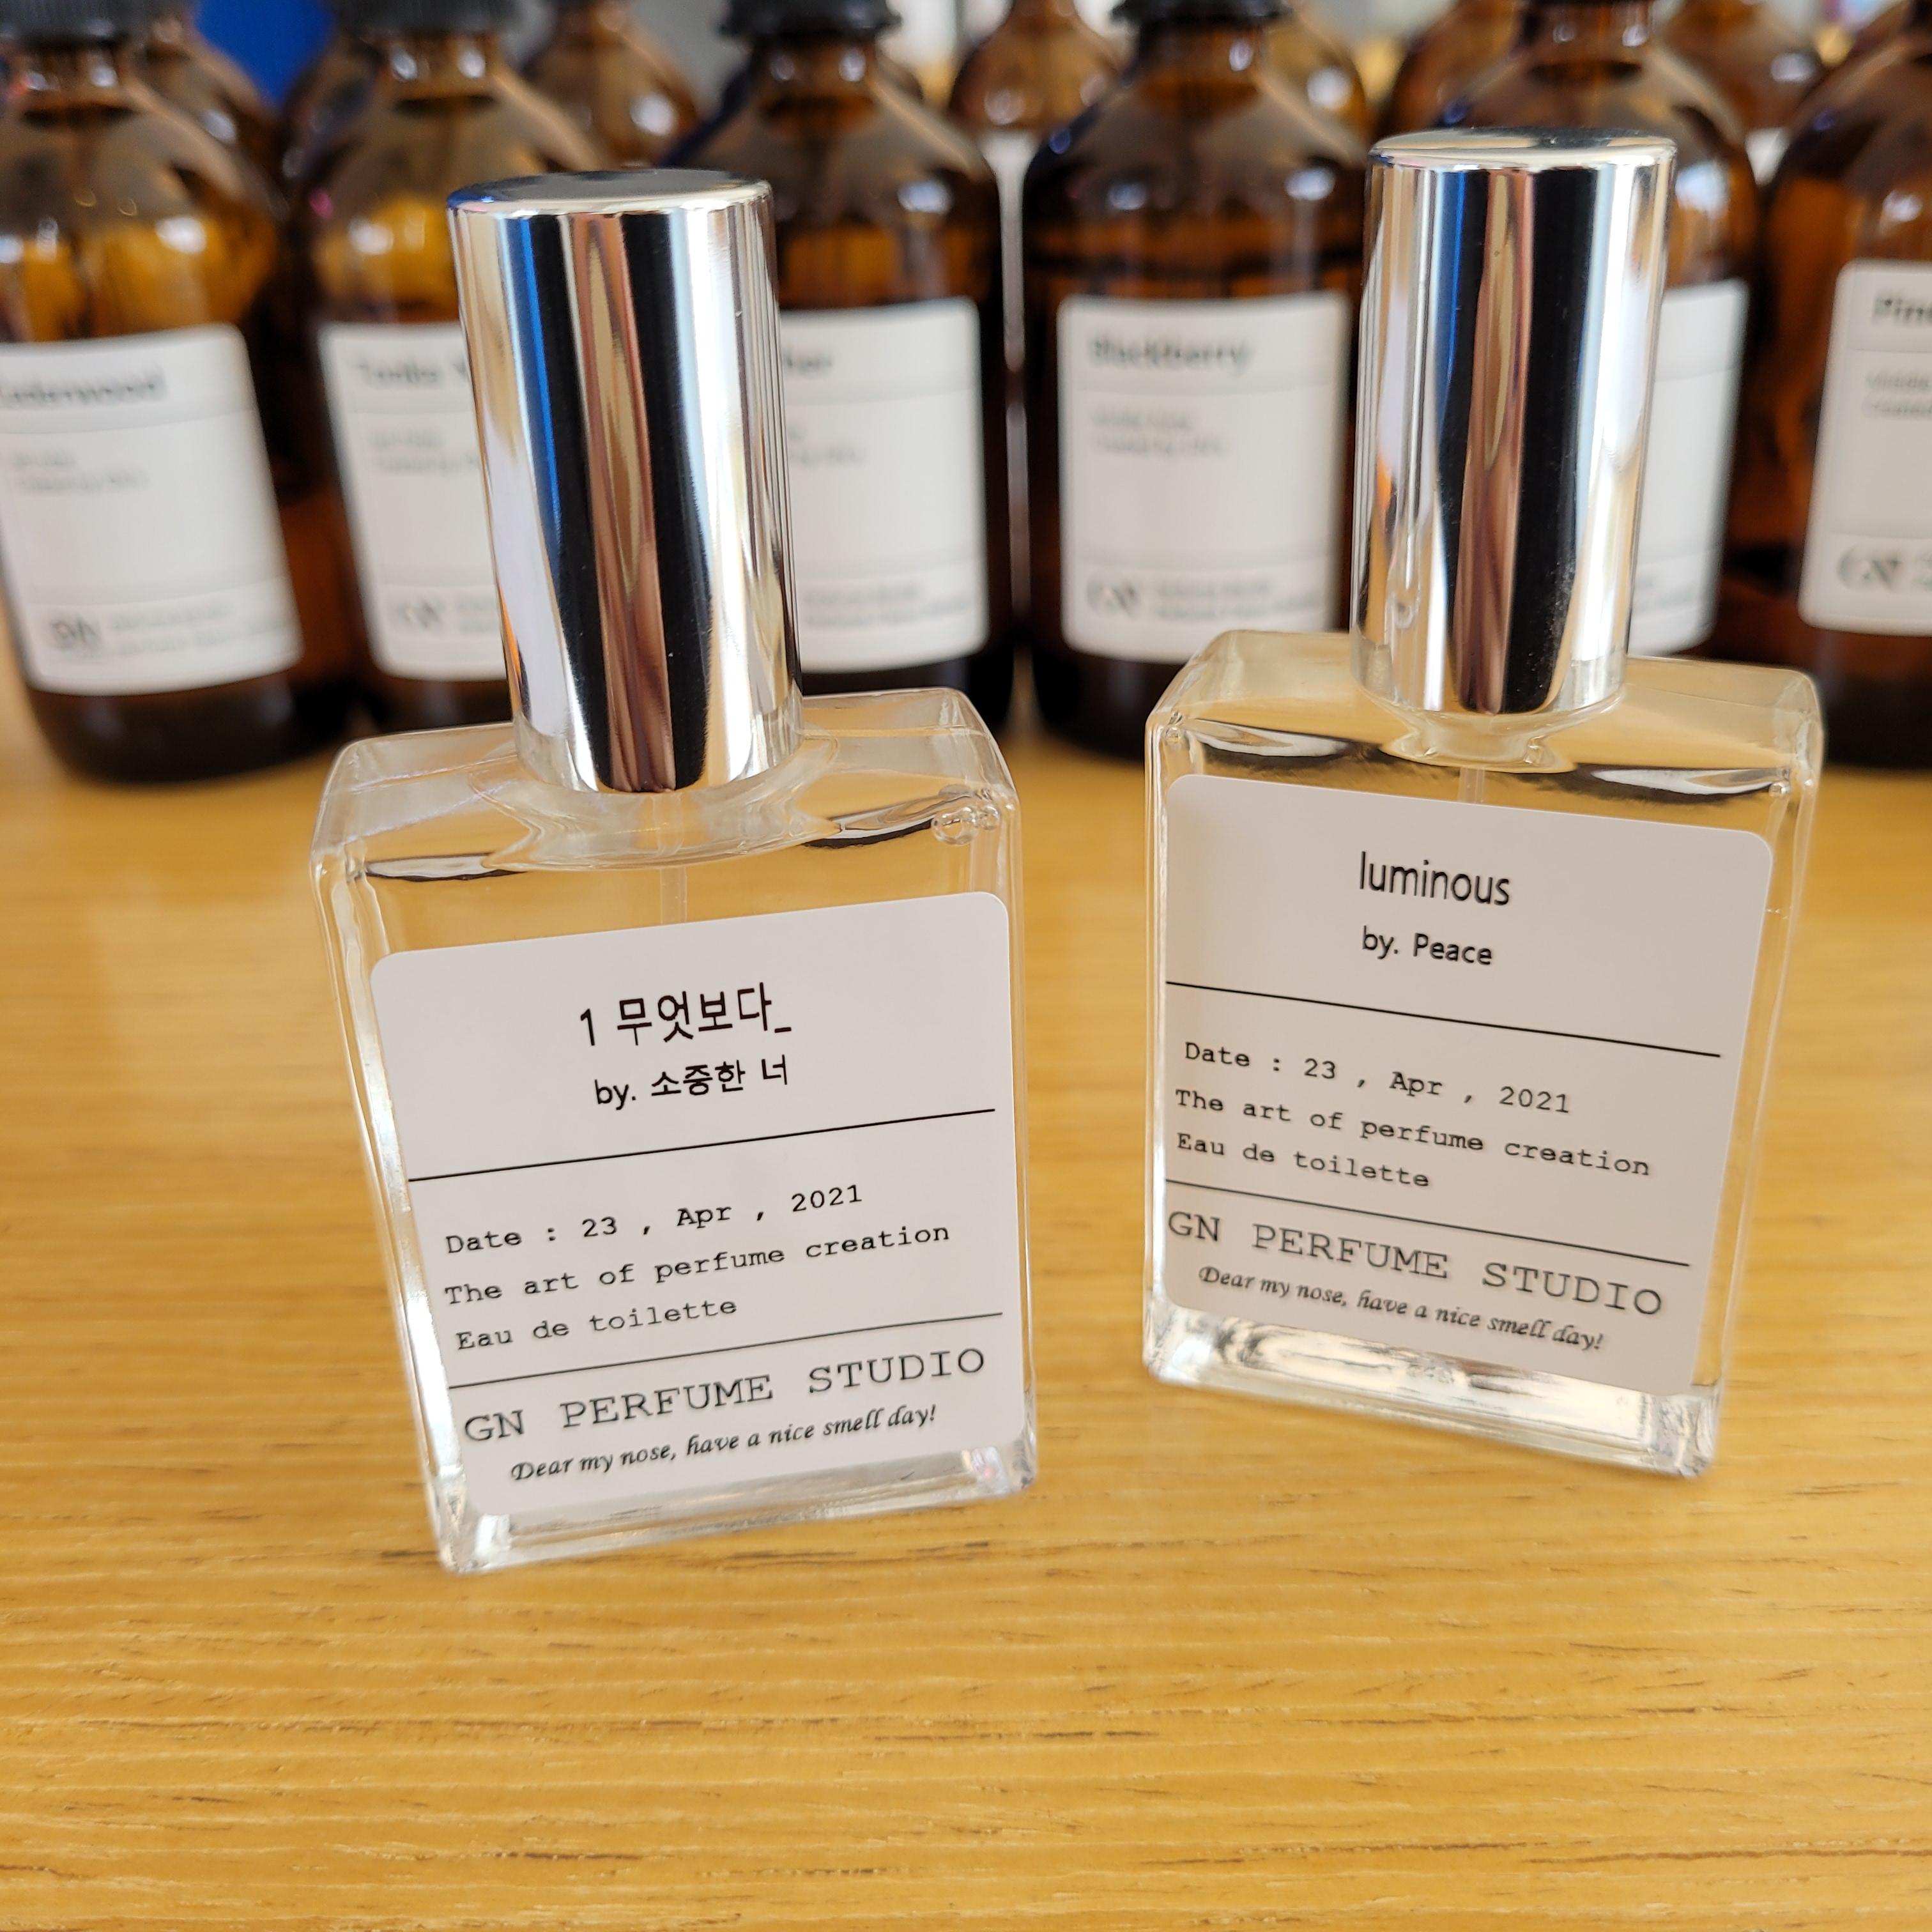 1 무엇보다_
by. 소중한 너
Date : 23 , Apr , 2021
The art of perfume creation
Eau de toilette
GN PERFUME STUDIO
Dear my nose, have a nice smell day!
luminous
by. Peace
Date : 23 , Apr , 2021
The art of perfume creation
Eau de toilette
GN PERFUME STUDIO
Dear my nose, have a nice smell day!
Blackberry
GN